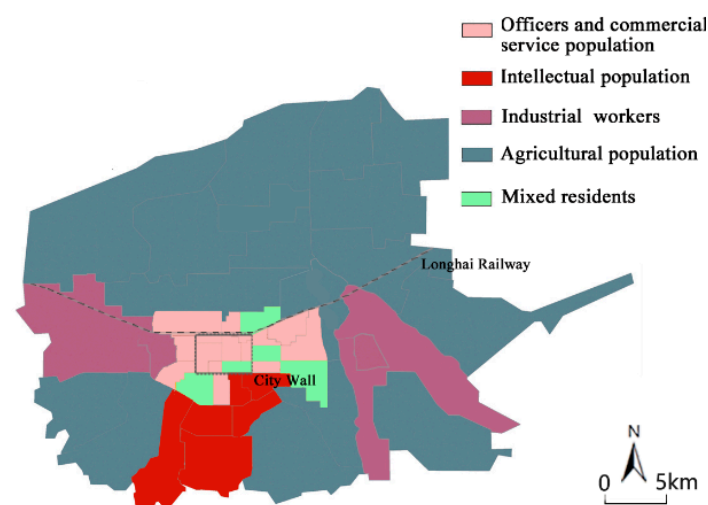 Officers and commercial
service population
Intellectual population
Industrial workers
Agricultural population
Mixed residents
Longhai Railway
City Wall
N
0 5km